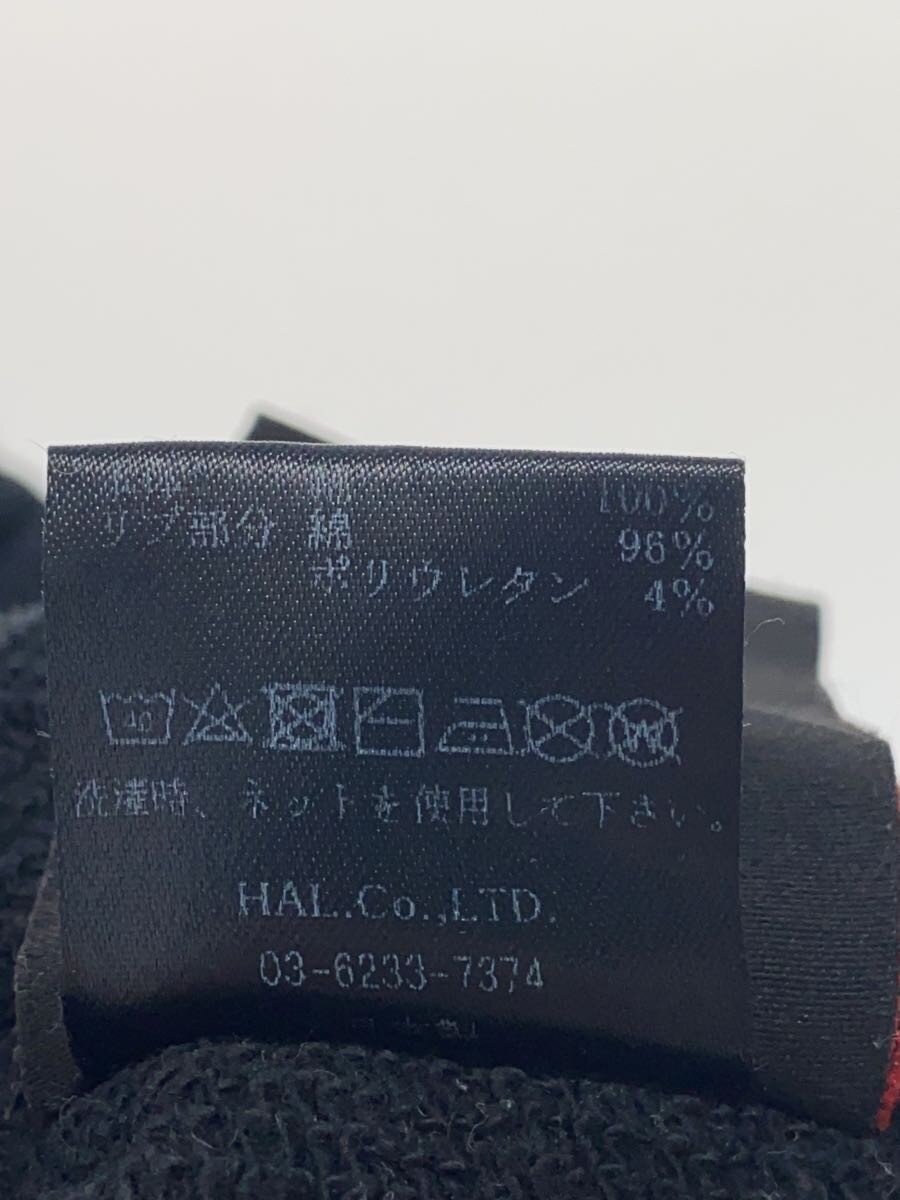 100%
リブ部分 綿 96%
ポリウレタン 4%
40
W
洗濯時、ネットを使用して下さい。
HAL.Co.,LTD.
03-6233-7374